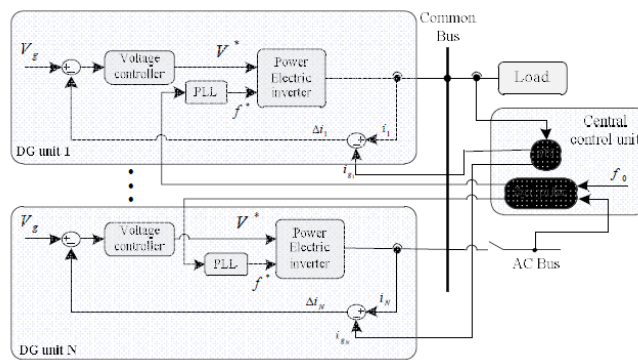 Common
Bus
V_g
Voltage
controller
V*
Power
Electric
inverter
Load
PLL
f*
Central
control unit
Δi_1
i_1
i_g1
DG unit 1
f_0
V_g
Voltage
controller
V*
Power
Electric
inverter
PLL
f*
AC Bus
Δi_N
i_N
i_gN
DG unit N